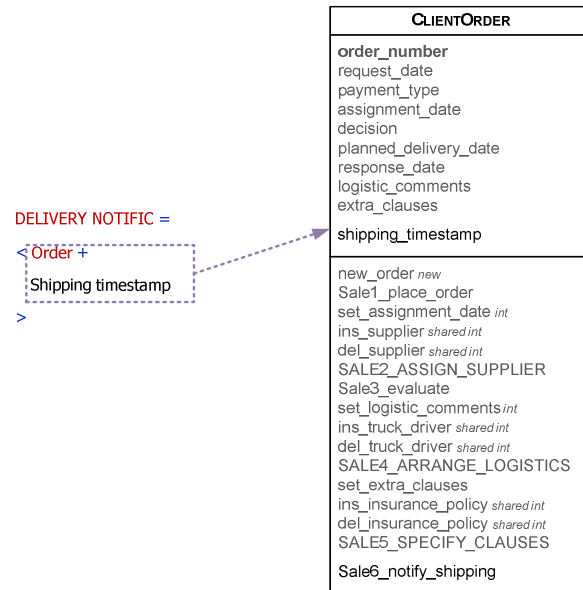 CLIENTORDER
order_number
request_date
payment_type
assignment_date
decision
planned_delivery_date
response_date
logistic_comments
extra_clauses
shipping_timestamp
DELIVERY NOTIFIC =
< Order +
Shipping timestamp
>
new_order new
Sale1_place_order
set_assignment_date int
ins_supplier shared int
del_supplier shared int
SALE2_ASSIGN_SUPPLIER
Sale3_evaluate
set_logistic_comments int
ins_truck_driver shared int
del_truck_driver shared int
SALE4_ARRANGE_LOGISTICS
set_extra_clauses
ins_insurance_policy shared int
del_insurance_policy shared int
SALE5_SPECIFY_CLAUSES
Sale6_notify_shipping